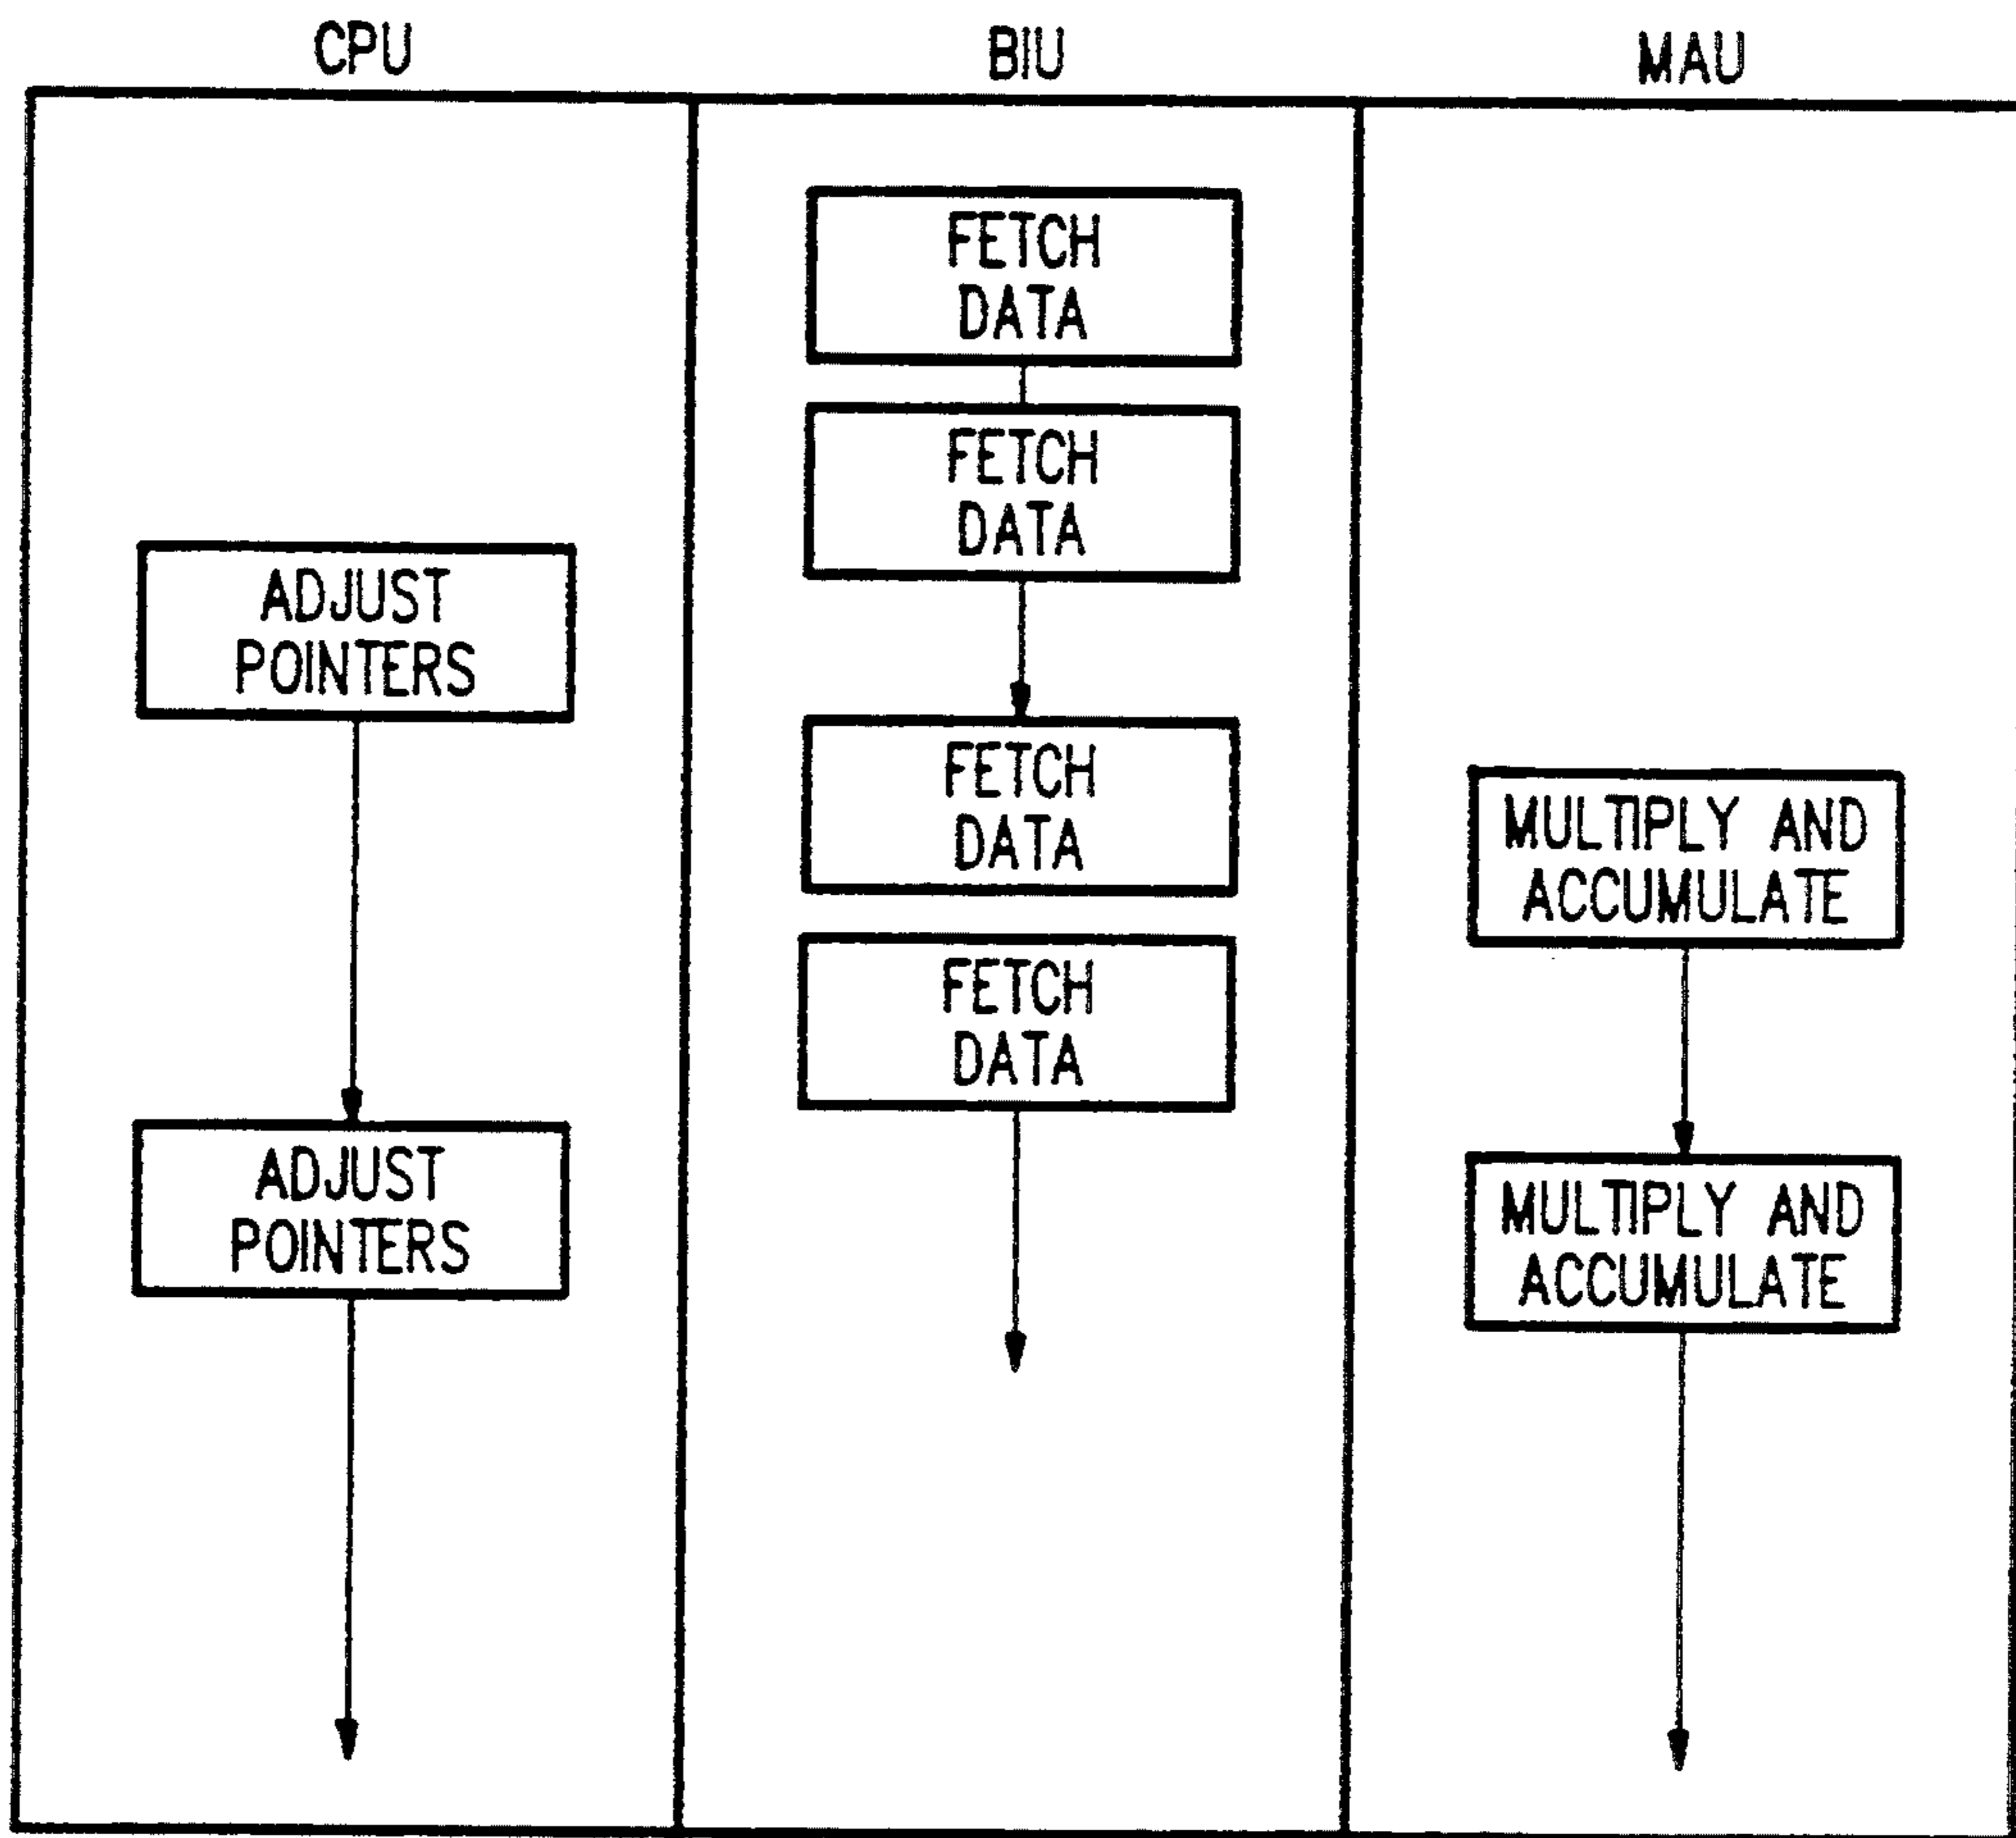 CPU
BIU
MAU
FETCH
DATA
FETCH
DATA
ADJUST
POINTERS
FETCH
DATA
MULTIPLY AND
ACCUMULATE
FETCH
DATA
ADJUST
POINTERS
MULTIPLY AND
ACCUMULATE